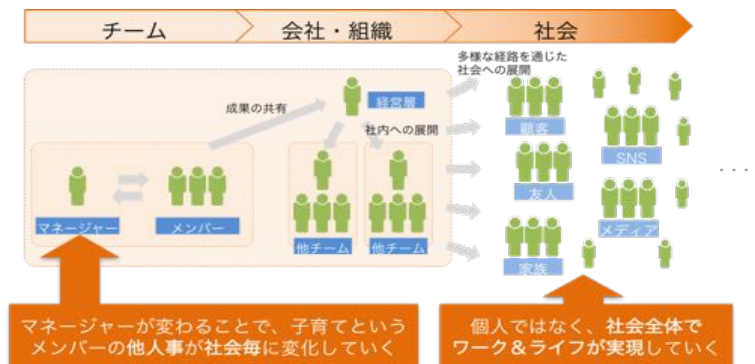 チーム
会社・組織
社会
多様な経路を通じた
社会への展開
経営層
成果の共有
社内への展開
顧客
SNS
友人
マネージャー
メンバー
メディア
他チーム
他チーム
家族
・・・
マネージャーが変わることで、子育てという
メンバーの他人事が社会毎に変化していく
個人ではなく、社会全体で
ワーク＆ライフが実現していく